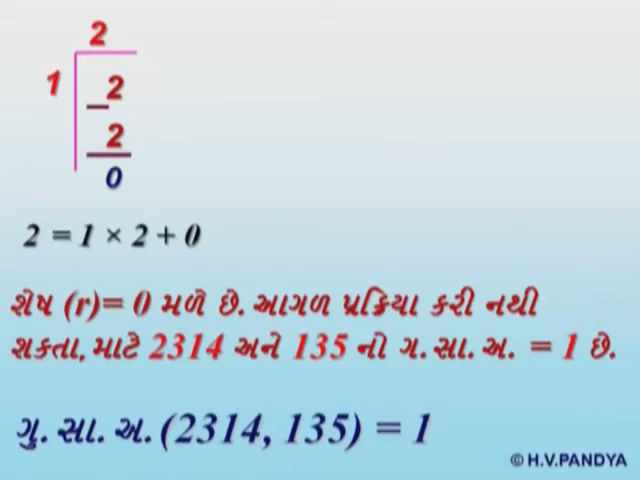 2
1 2
– 2
0
2 = 1 × 2 + 0
શેષ (r)= 0 મળે છે. આગળ પ્રક્રિયા કરી નથી
શકતા, માટે 2314 અને 135 નો ગ. સા. અ. = 1 છે.
ગુ. સા. અ. (2314, 135) = 1
© H.V.PANDYA